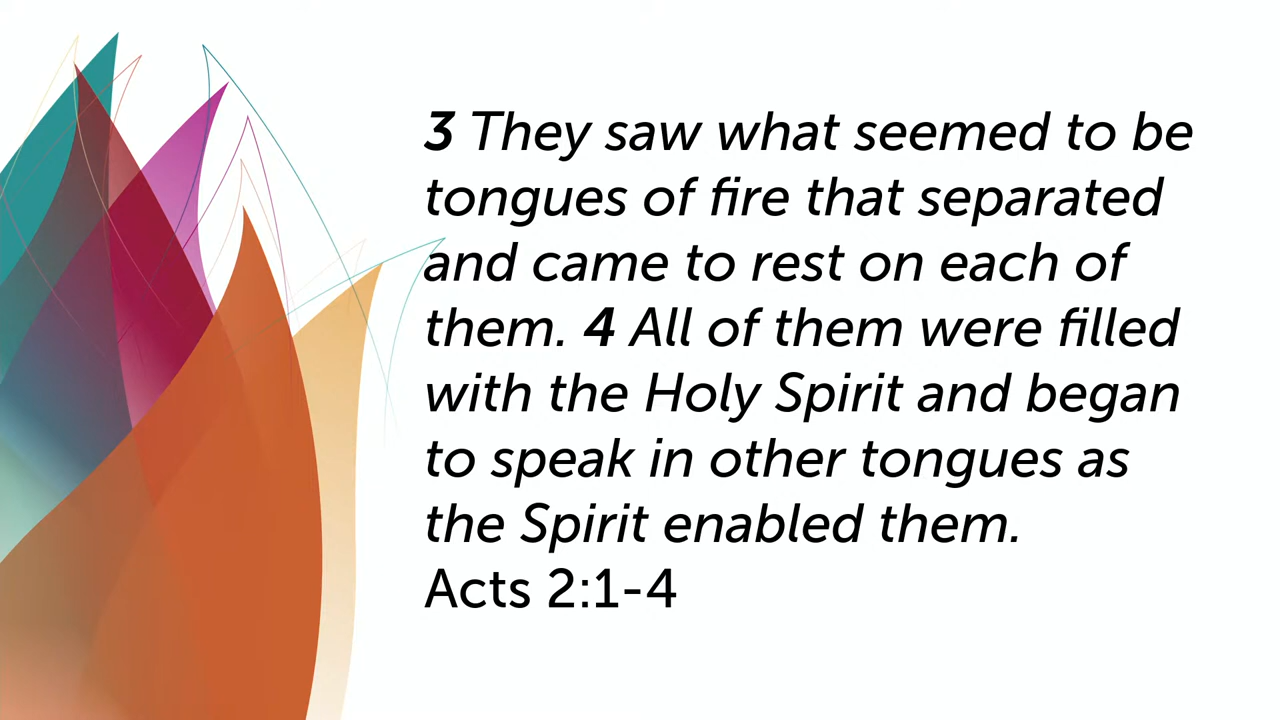 3 They saw what seemed to be
tongues of fire that separated
and came to rest on each of
them. 4 All of them were filled
with the Holy Spirit and began
to speak in other tongues as
the Spirit enabled them.
Acts 2:1-4